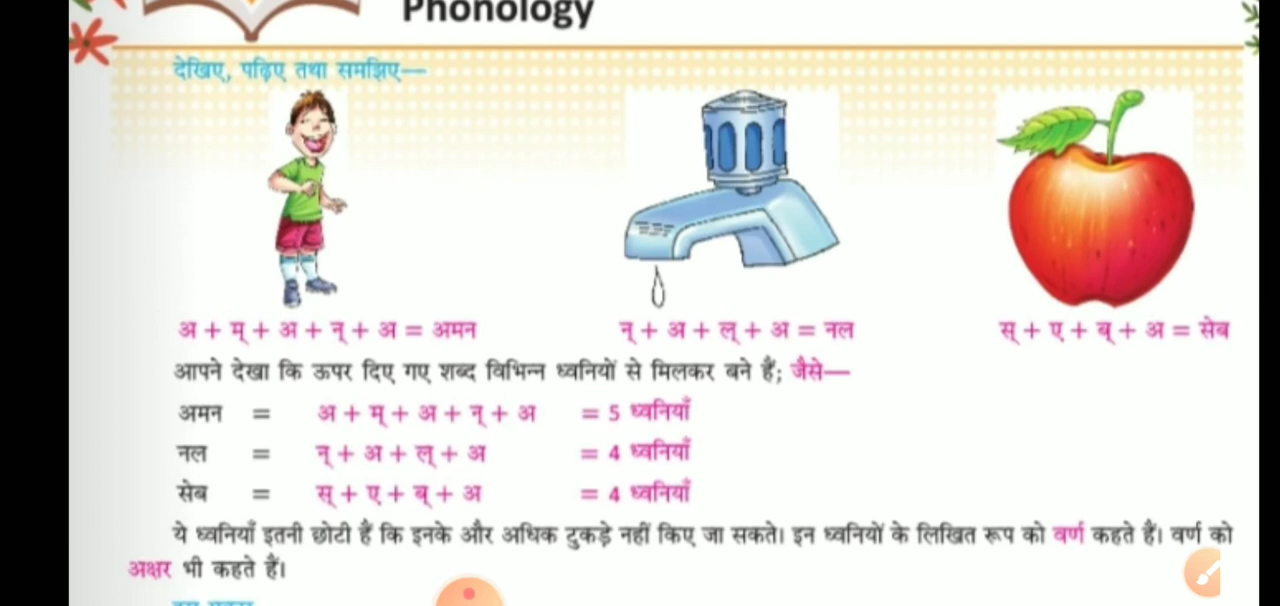 Phonology
देखिए, पढ़िए तथा समझिए—
अ + म् + अ + न् + अ = अमन
न् + अ + ल् + अ = नल
स् + ए + ब् + अ = सेब
आपने देखा कि ऊपर दिए गए शब्द विभिन्न ध्वनियों से मिलकर बने हैं; जैसे—
अमन = अ + म् + अ + न् + अ = 5 ध्वनियाँ
नल = न् + अ + ल् + अ = 4 ध्वनियाँ
सेब = स् + ए + ब् + अ = 4 ध्वनियाँ
ये ध्वनियाँ इतनी छोटी हैं कि इनके और अधिक टुकड़े नहीं किए जा सकते। इन ध्वनियों के लिखित रूप को वर्ण कहते हैं। वर्ण को
अक्षर भी कहते हैं।